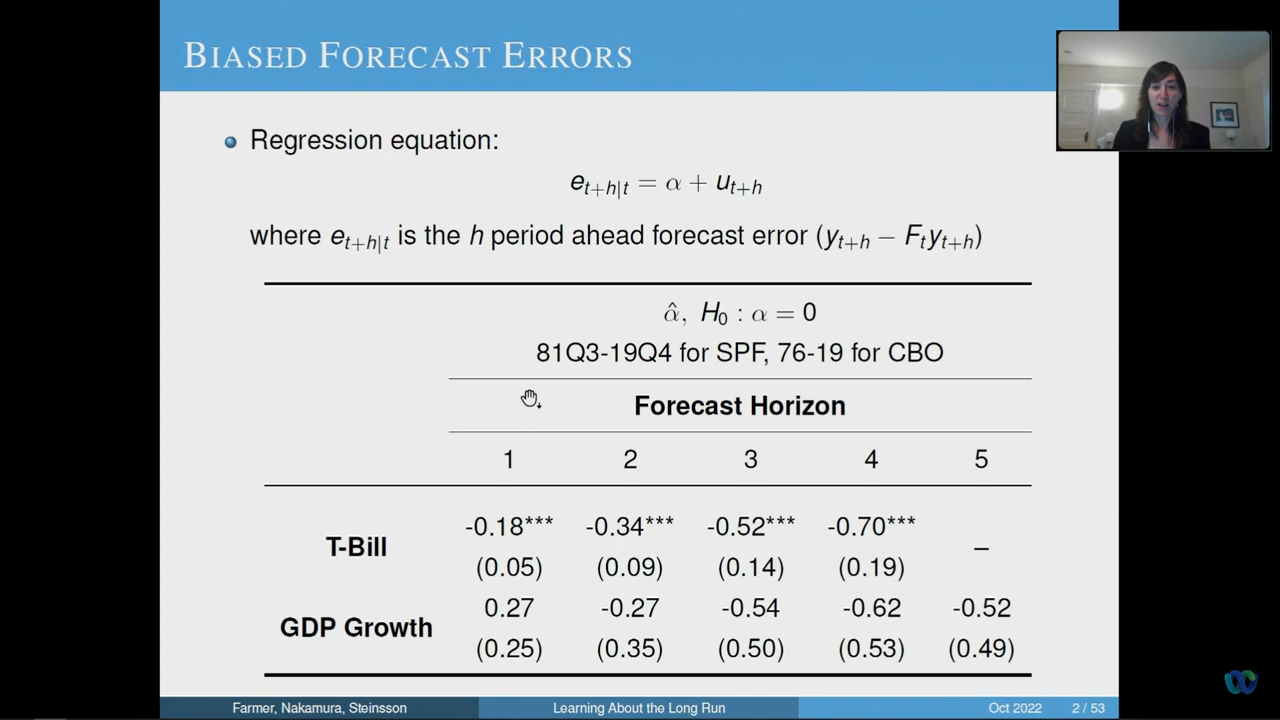 BIASED FORECAST ERRORS
Regression equation:
e_{t+h|t} = α + u_{t+h}
where e_{t+h|t} is the h period ahead forecast error (y_{t+h} − F_t y_{t+h})
α̂, H_0 : α = 0
81Q3-19Q4 for SPF, 76-19 for CBO
Forecast Horizon
1 2 3 4 5
T-Bill -0.18*** -0.34*** -0.52*** -0.70*** –
(0.05) (0.09) (0.14) (0.19)
GDP Growth 0.27 -0.27 -0.54 -0.62 -0.52
(0.25) (0.35) (0.50) (0.53) (0.49)
Farmer, Nakamura, Steinsson Learning About the Long Run Oct 2022 2 / 53